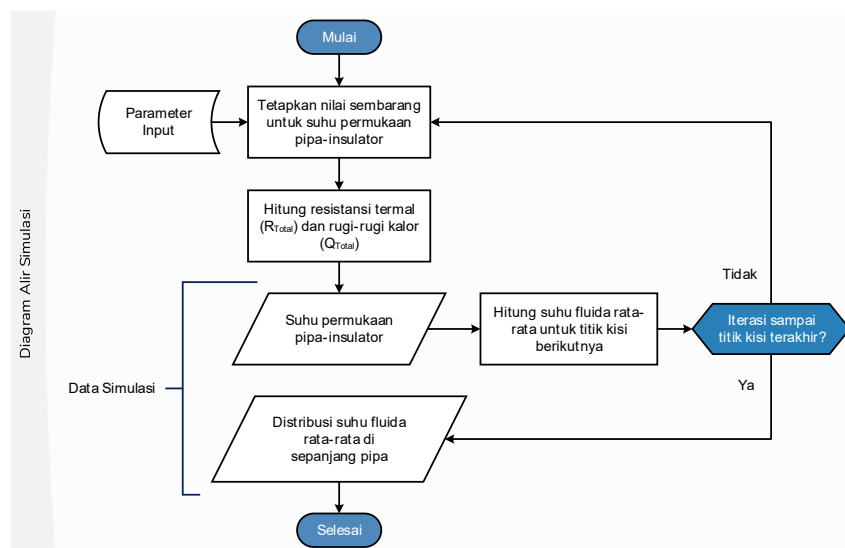 Diagram Alir Simulasi
Mulai
Parameter
Input
Tetapkan nilai sembarang
untuk suhu permukaan
pipa-insulator
Hitung resistansi termal
(RTotal) dan rugi-rugi kalor
(QTotal)
Tidak
Suhu permukaan
pipa-insulator
Hitung suhu fluida rata-
rata untuk titik kisi
berikutnya
Iterasi sampai
titik kisi terakhir?
Data Simulasi
Ya
Distribusi suhu fluida
rata-rata di
sepanjang pipa
Selesai